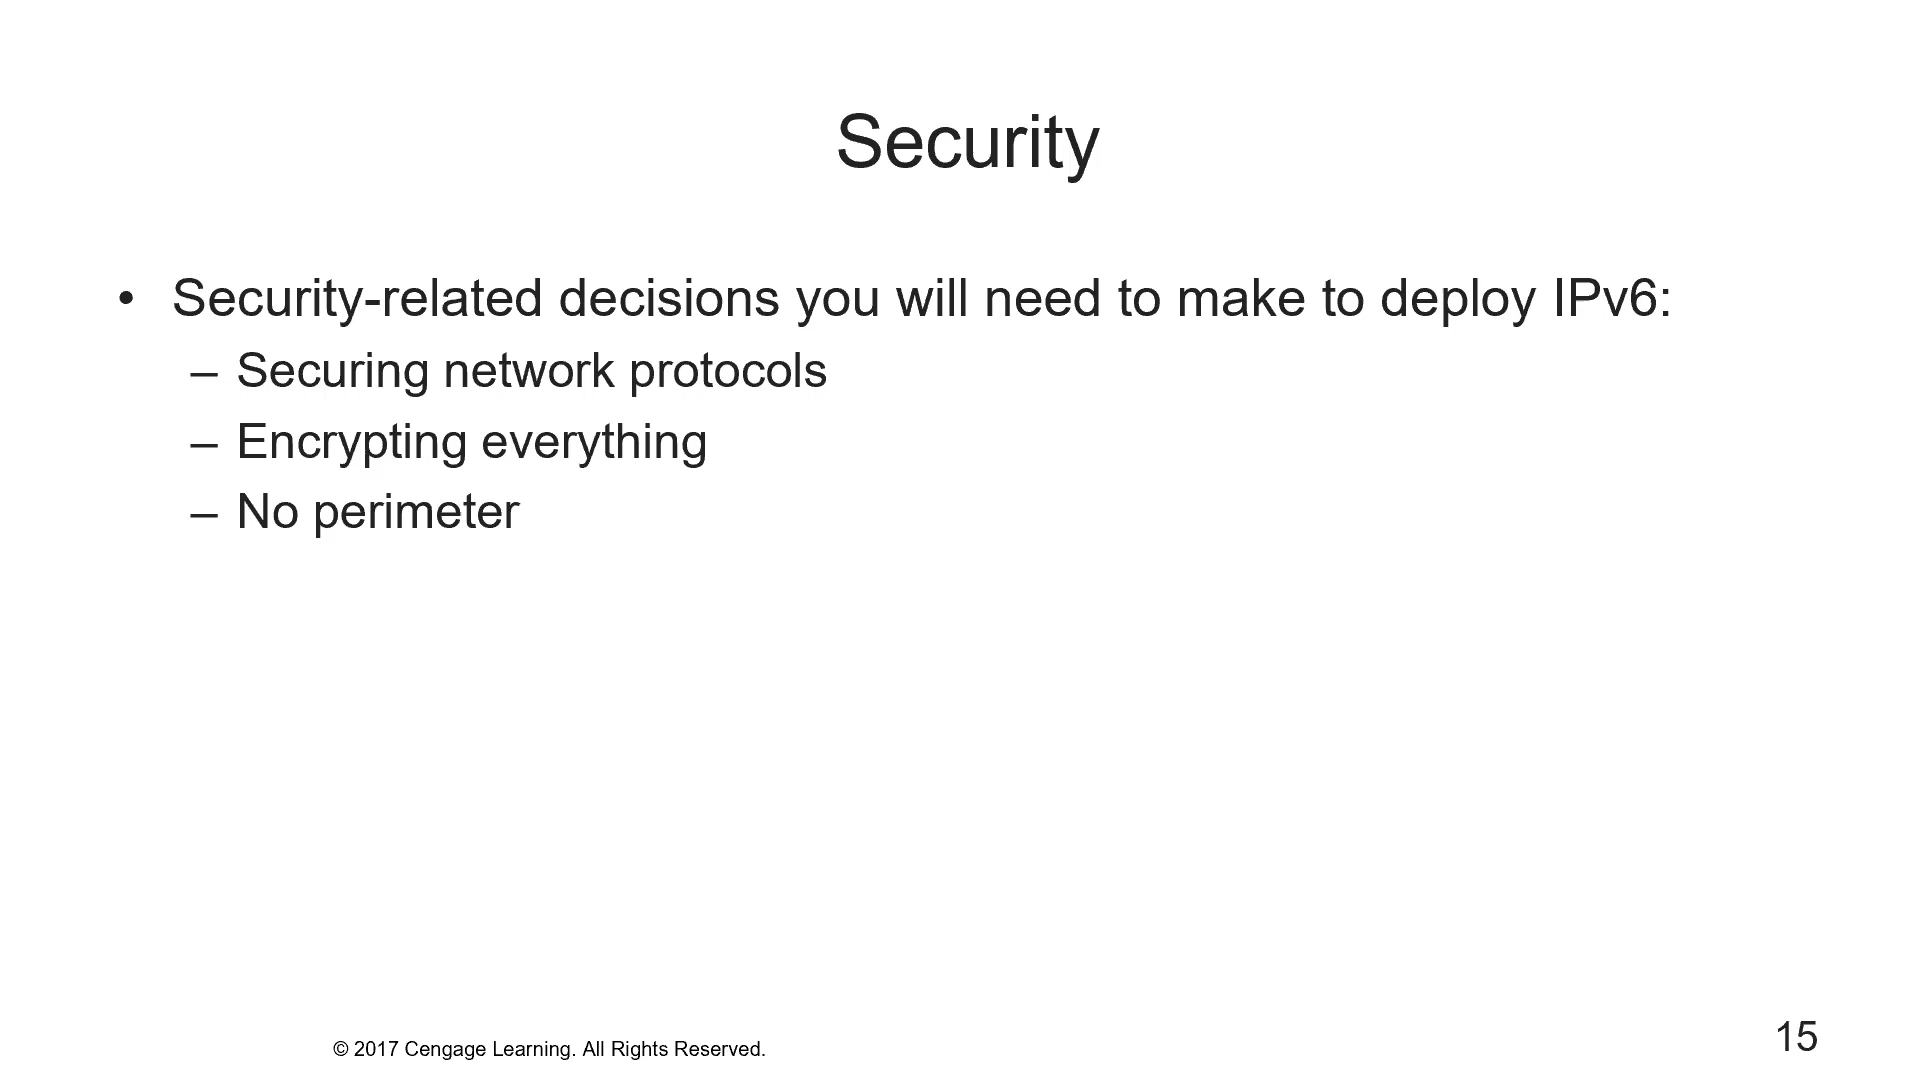 Security
• Security-related decisions you will need to make to deploy IPv6:
– Securing network protocols
– Encrypting everything
– No perimeter
© 2017 Cengage Learning. All Rights Reserved.
15